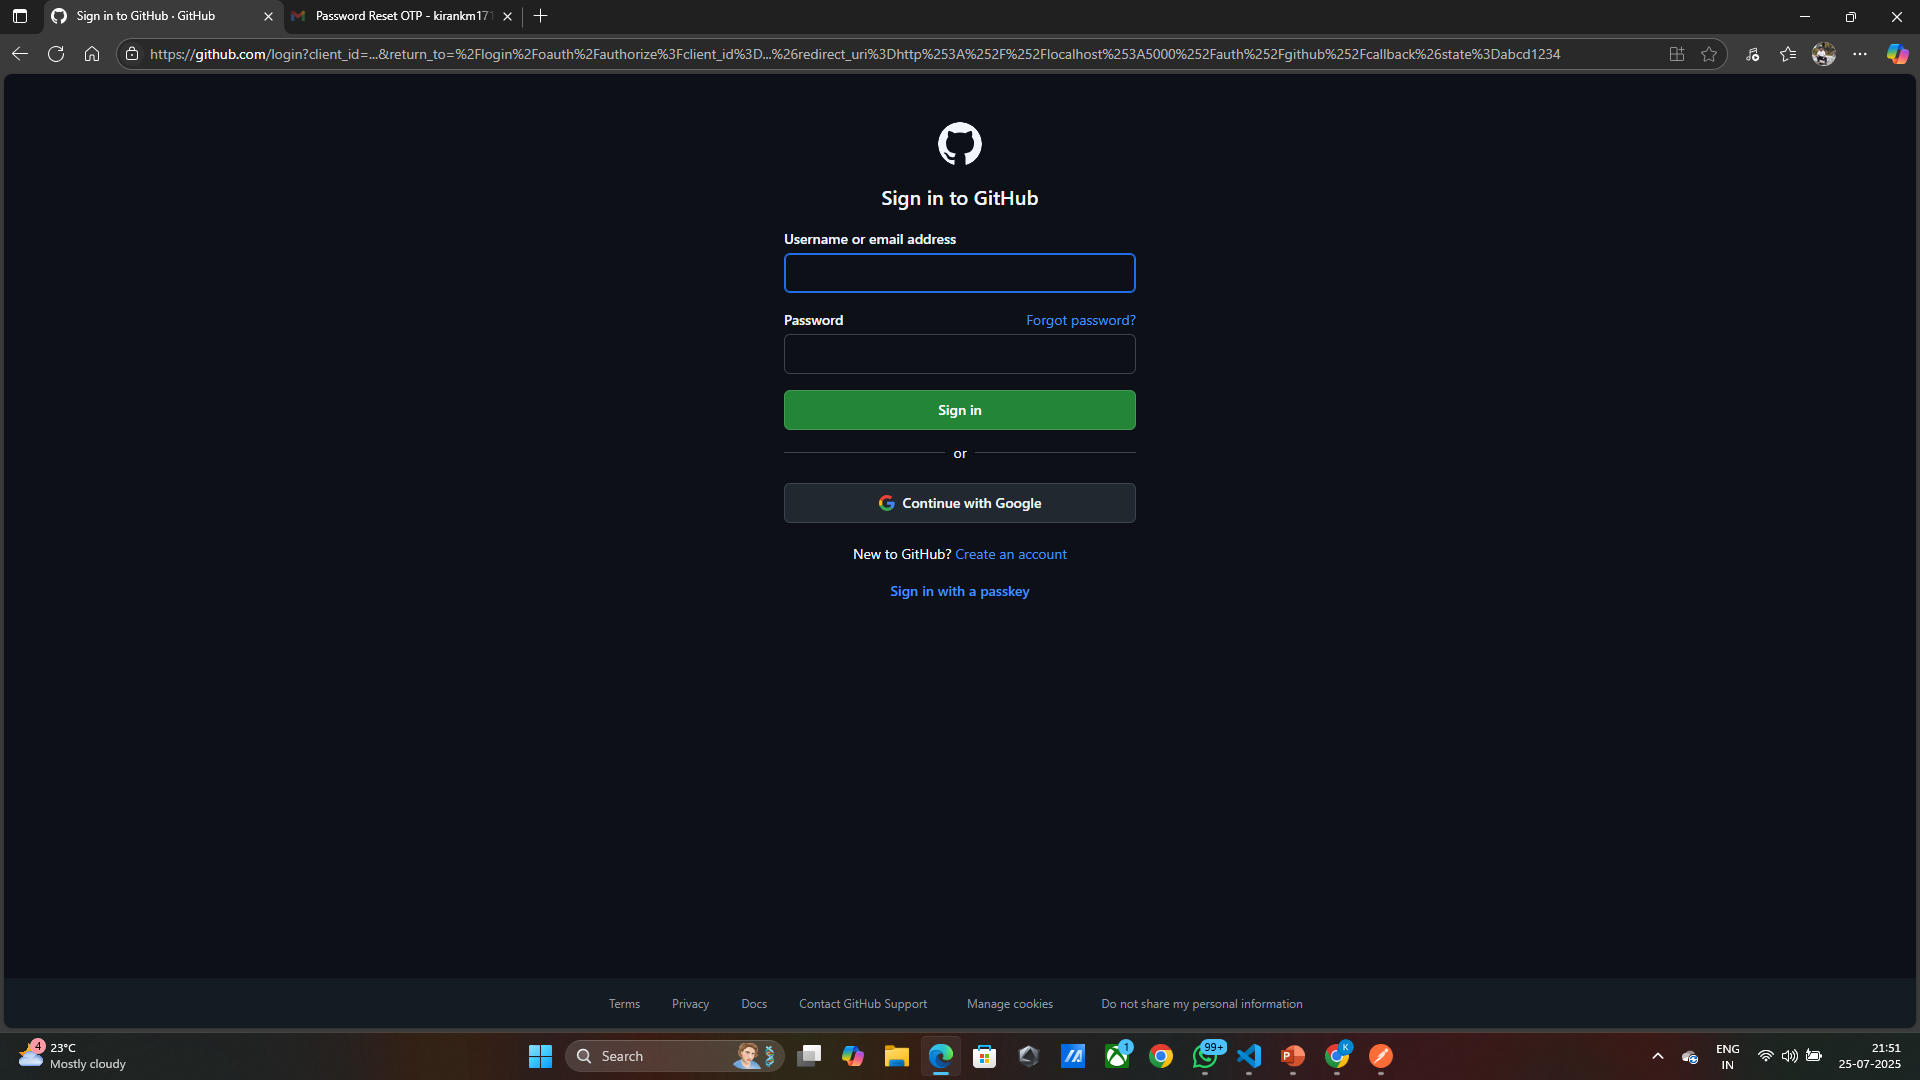 Sign in to GitHub · GitHub
Password Reset OTP - kirankm171
https://github.com/login?client_id=...&return_to=%2Flogin%2Foauth%2Fauthorize%3Fclient_id%3D...%26redirect_uri%3Dhttp%253A%252F%252Flocalhost%253A5000%252Fauth%252Fgithub%252Fcallback%26state%3Dabcd1234
Sign in to GitHub
Username or email address
Password
Forgot password?
Sign in
or
Continue with Google
New to GitHub? Create an account
Sign in with a passkey
Terms
Privacy
Docs
Contact GitHub Support
Manage cookies
Do not share my personal information
4
23°C
Mostly cloudy
Search
1
99+
P
K
ENG
IN
21:51
25-07-2025